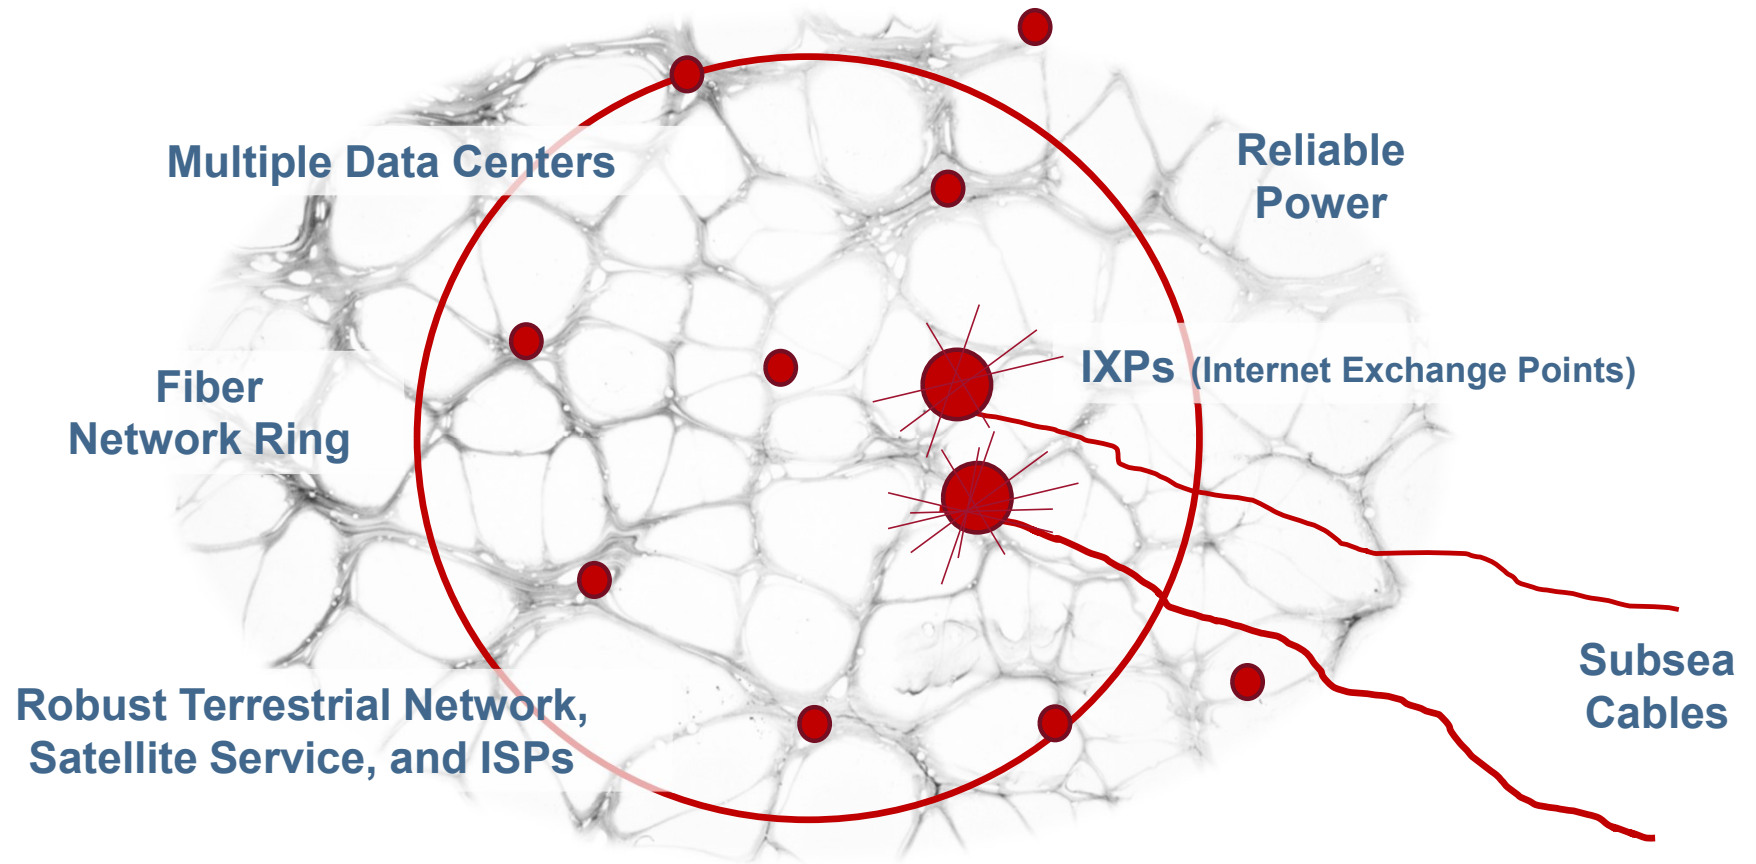 Multiple Data Centers
Reliable
Power
IXPs (Internet Exchange Points)
Fiber
Network Ring
Subsea
Cables
Robust Terrestrial Network,
Satellite Service, and ISPs